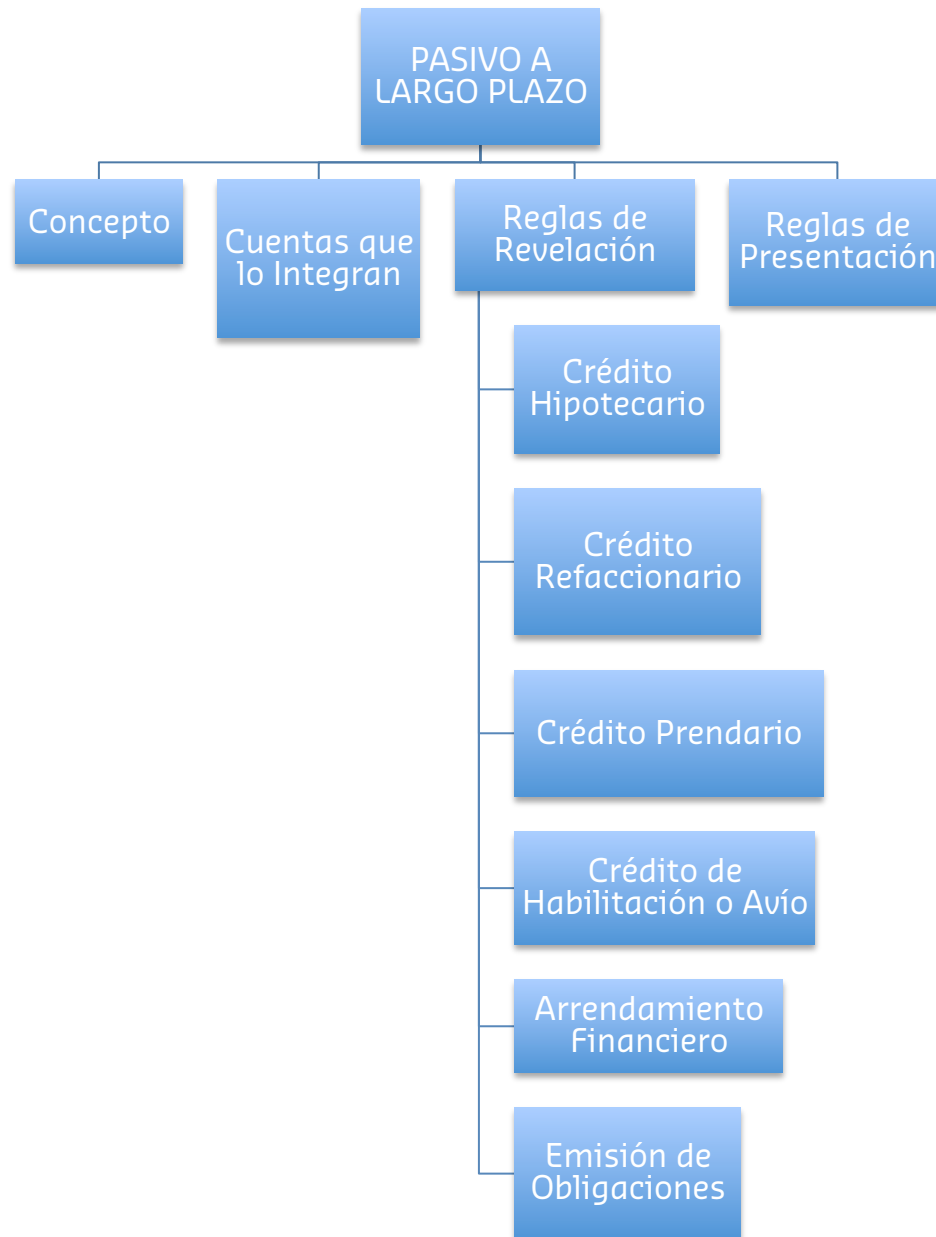 PASIVO A
LARGO PLAZO
Concepto
Cuentas que
lo Integran
Reglas de
Revelación
Reglas de
Presentación
Crédito
Hipotecario
Crédito
Refaccionario
Crédito Prendario
Crédito de
Habilitación o Avío
Arrendamiento
Financiero
Emisión de
Obligaciones